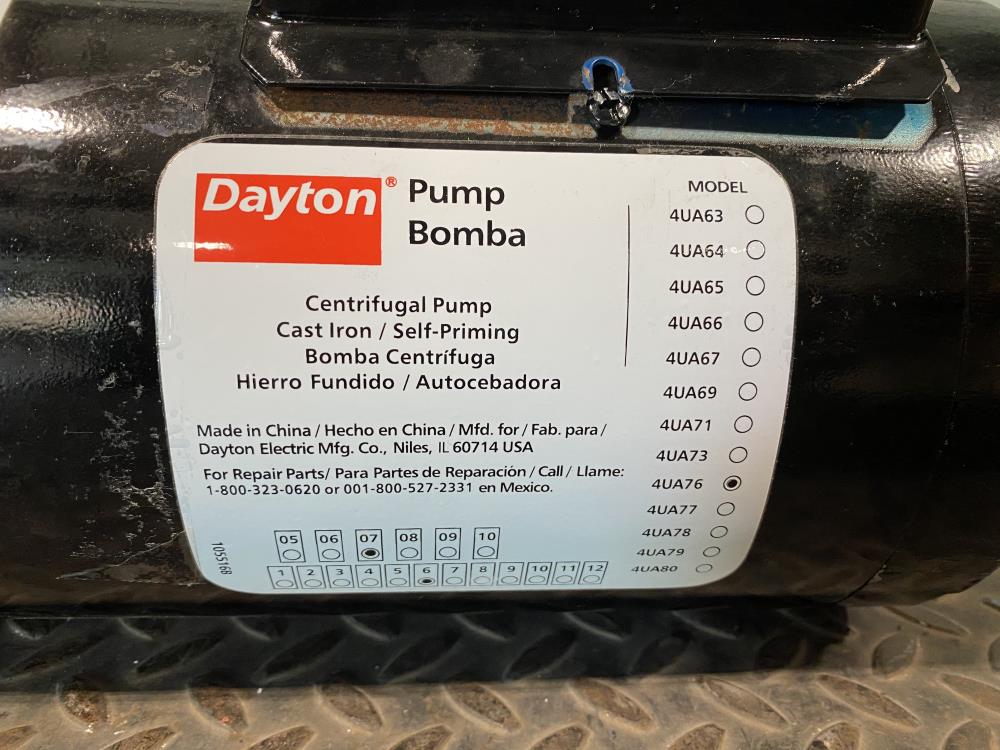 Dayton®
Pump
Bomba
Centrifugal Pump
Cast Iron / Self-Priming
Bomba Centrífuga
Hierro Fundido / Autocebadora
Made in China / Hecho en China / Mfd. for / Fab. para /
Dayton Electric Mfg. Co., Niles, IL 60714 USA
For Repair Parts/ Para Partes de Reparación / Call / Llame:
1-800-323-0620 or 001-800-527-2331 en Mexico.
05 06 07 08 09 10
1 2 3 4 5 6 7 8 9 10 11 12
105516B
MODEL
4UA63
4UA64
4UA65
4UA66
4UA67
4UA69
4UA71
4UA73
4UA76
4UA77
4UA78
4UA79
4UA80